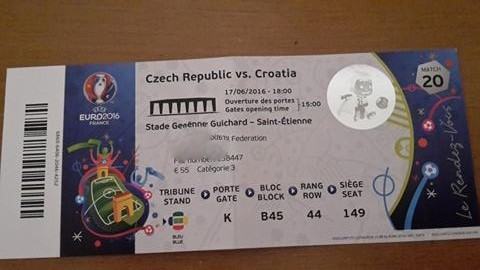 UEFA
EURO2016
FRANCE
Czech Republic vs. Croatia
17/06/2016 - 18:00
Ouverture des portes
Gates opening time
15:00
Stade Geoffroy Guichard – Saint-Étienne
Federation
8447
€ 55 Catégorie 3
TRIBUNE
STAND
PORTE
GATE
BLOC
BLOCK
RANG
ROW
SIÈGE
SEAT
BLEU
BLUE
K
B45
44
149
MATCH
20
Le Rendez-Vous